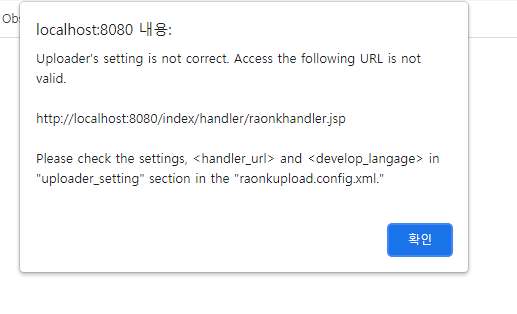 Obs
localhost:8080 내용:
Uploader's setting is not correct. Access the following URL is not
valid.
http://localhost:8080/index/handler/raonkhandler.jsp
Please check the settings, <handler_url> and <develop_langage> in
"uploader_setting" section in the "raonkupload.config.xml."
확인